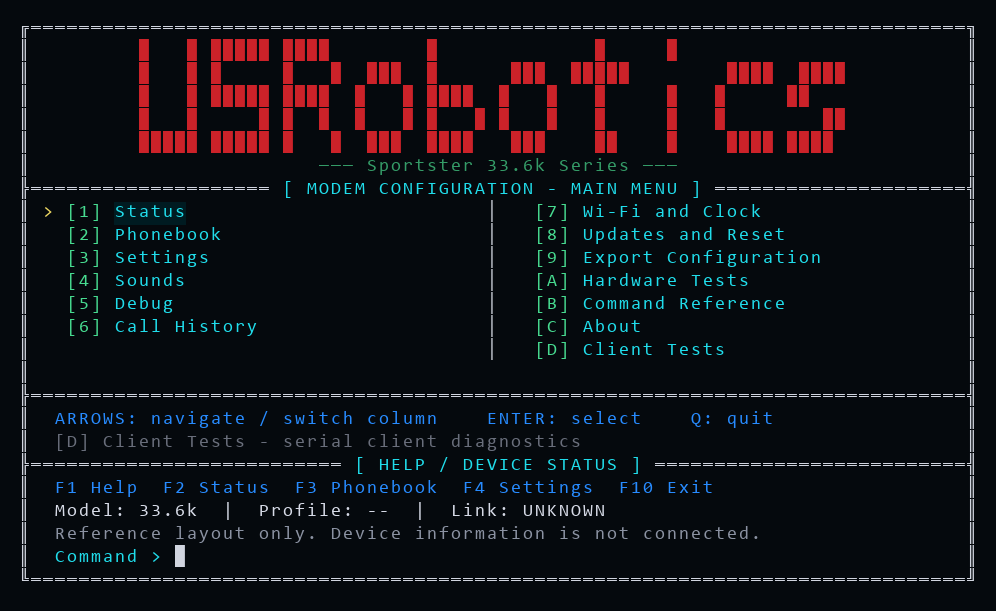 USRobotics
--- Sportster 33.6k Series ---
[ MODEM CONFIGURATION - MAIN MENU ]
> [1] Status | [7] Wi-Fi and Clock
[2] Phonebook | [8] Updates and Reset
[3] Settings | [9] Export Configuration
[4] Sounds | [A] Hardware Tests
[5] Debug | [B] Command Reference
[6] Call History | [C] About
| [D] Client Tests
ARROWS: navigate / switch column    ENTER: select    Q: quit
[D] Client Tests - serial client diagnostics
[ HELP / DEVICE STATUS ]
F1 Help  F2 Status  F3 Phonebook  F4 Settings  F10 Exit
Model: 33.6k  |  Profile: --  |  Link: UNKNOWN
Reference layout only. Device information is not connected.
Command >